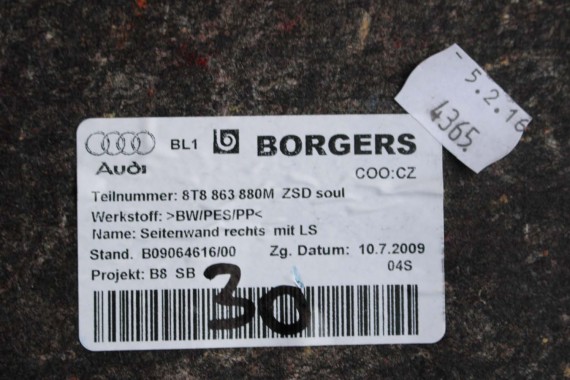 BL1 BORGERS
Audi
COO:CZ
Teilnummer: 8T8 863 880M ZSD soul
Werkstoff: >BW/PES/PP<
Name: Seitenwand rechts mit LS
Stand. B09064616/00 Zg. Datum: 10.7.2009
Projekt: B8 SB 04S
30
-5.2.16
4365